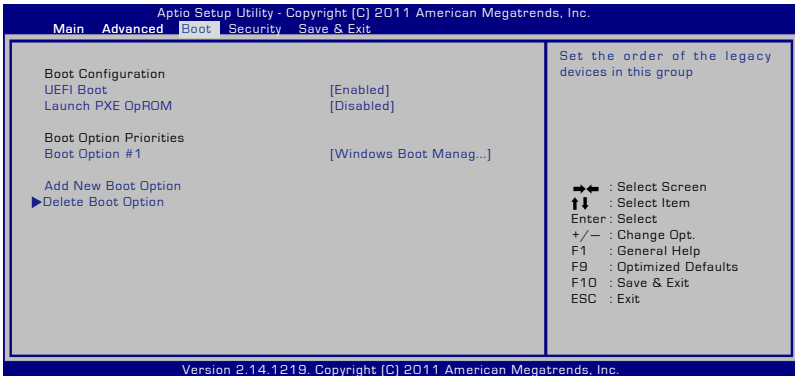 Aptio Setup Utility - Copyright (C) 2011 American Megatrends, Inc.
Main Advanced Boot Security Save & Exit
Boot Configuration
UEFI Boot [Enabled]
Launch PXE OpROM [Disabled]
Boot Option Priorities
Boot Option #1 [Windows Boot Manag...]
Add New Boot Option
Delete Boot Option
Set the order of the legacy
devices in this group
: Select Screen
: Select Item
Enter : Select
+/— : Change Opt.
F1 : General Help
F9 : Optimized Defaults
F10 : Save & Exit
ESC : Exit
Version 2.14.1219. Copyright (C) 2011 American Megatrends, Inc.